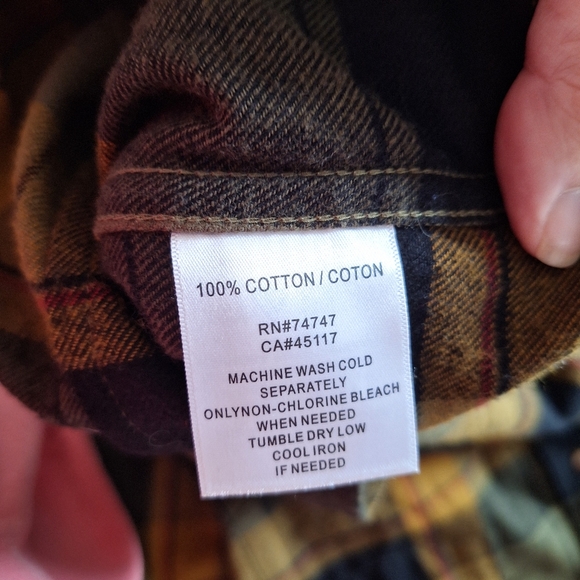 100% COTTON / COTON
RN#74747
CA#45117
MACHINE WASH COLD
SEPARATELY
ONLYNON-CHLORINE BLEACH
WHEN NEEDED
TUMBLE DRY LOW
COOL IRON
IF NEEDED